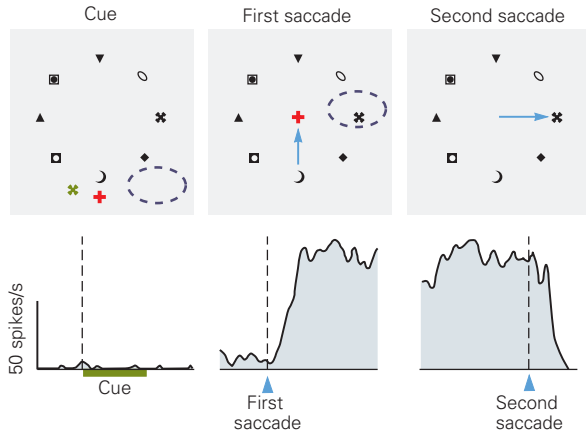 Cue
First saccade
Second saccade
50 spikes/s
Cue
First
saccade
Second
saccade